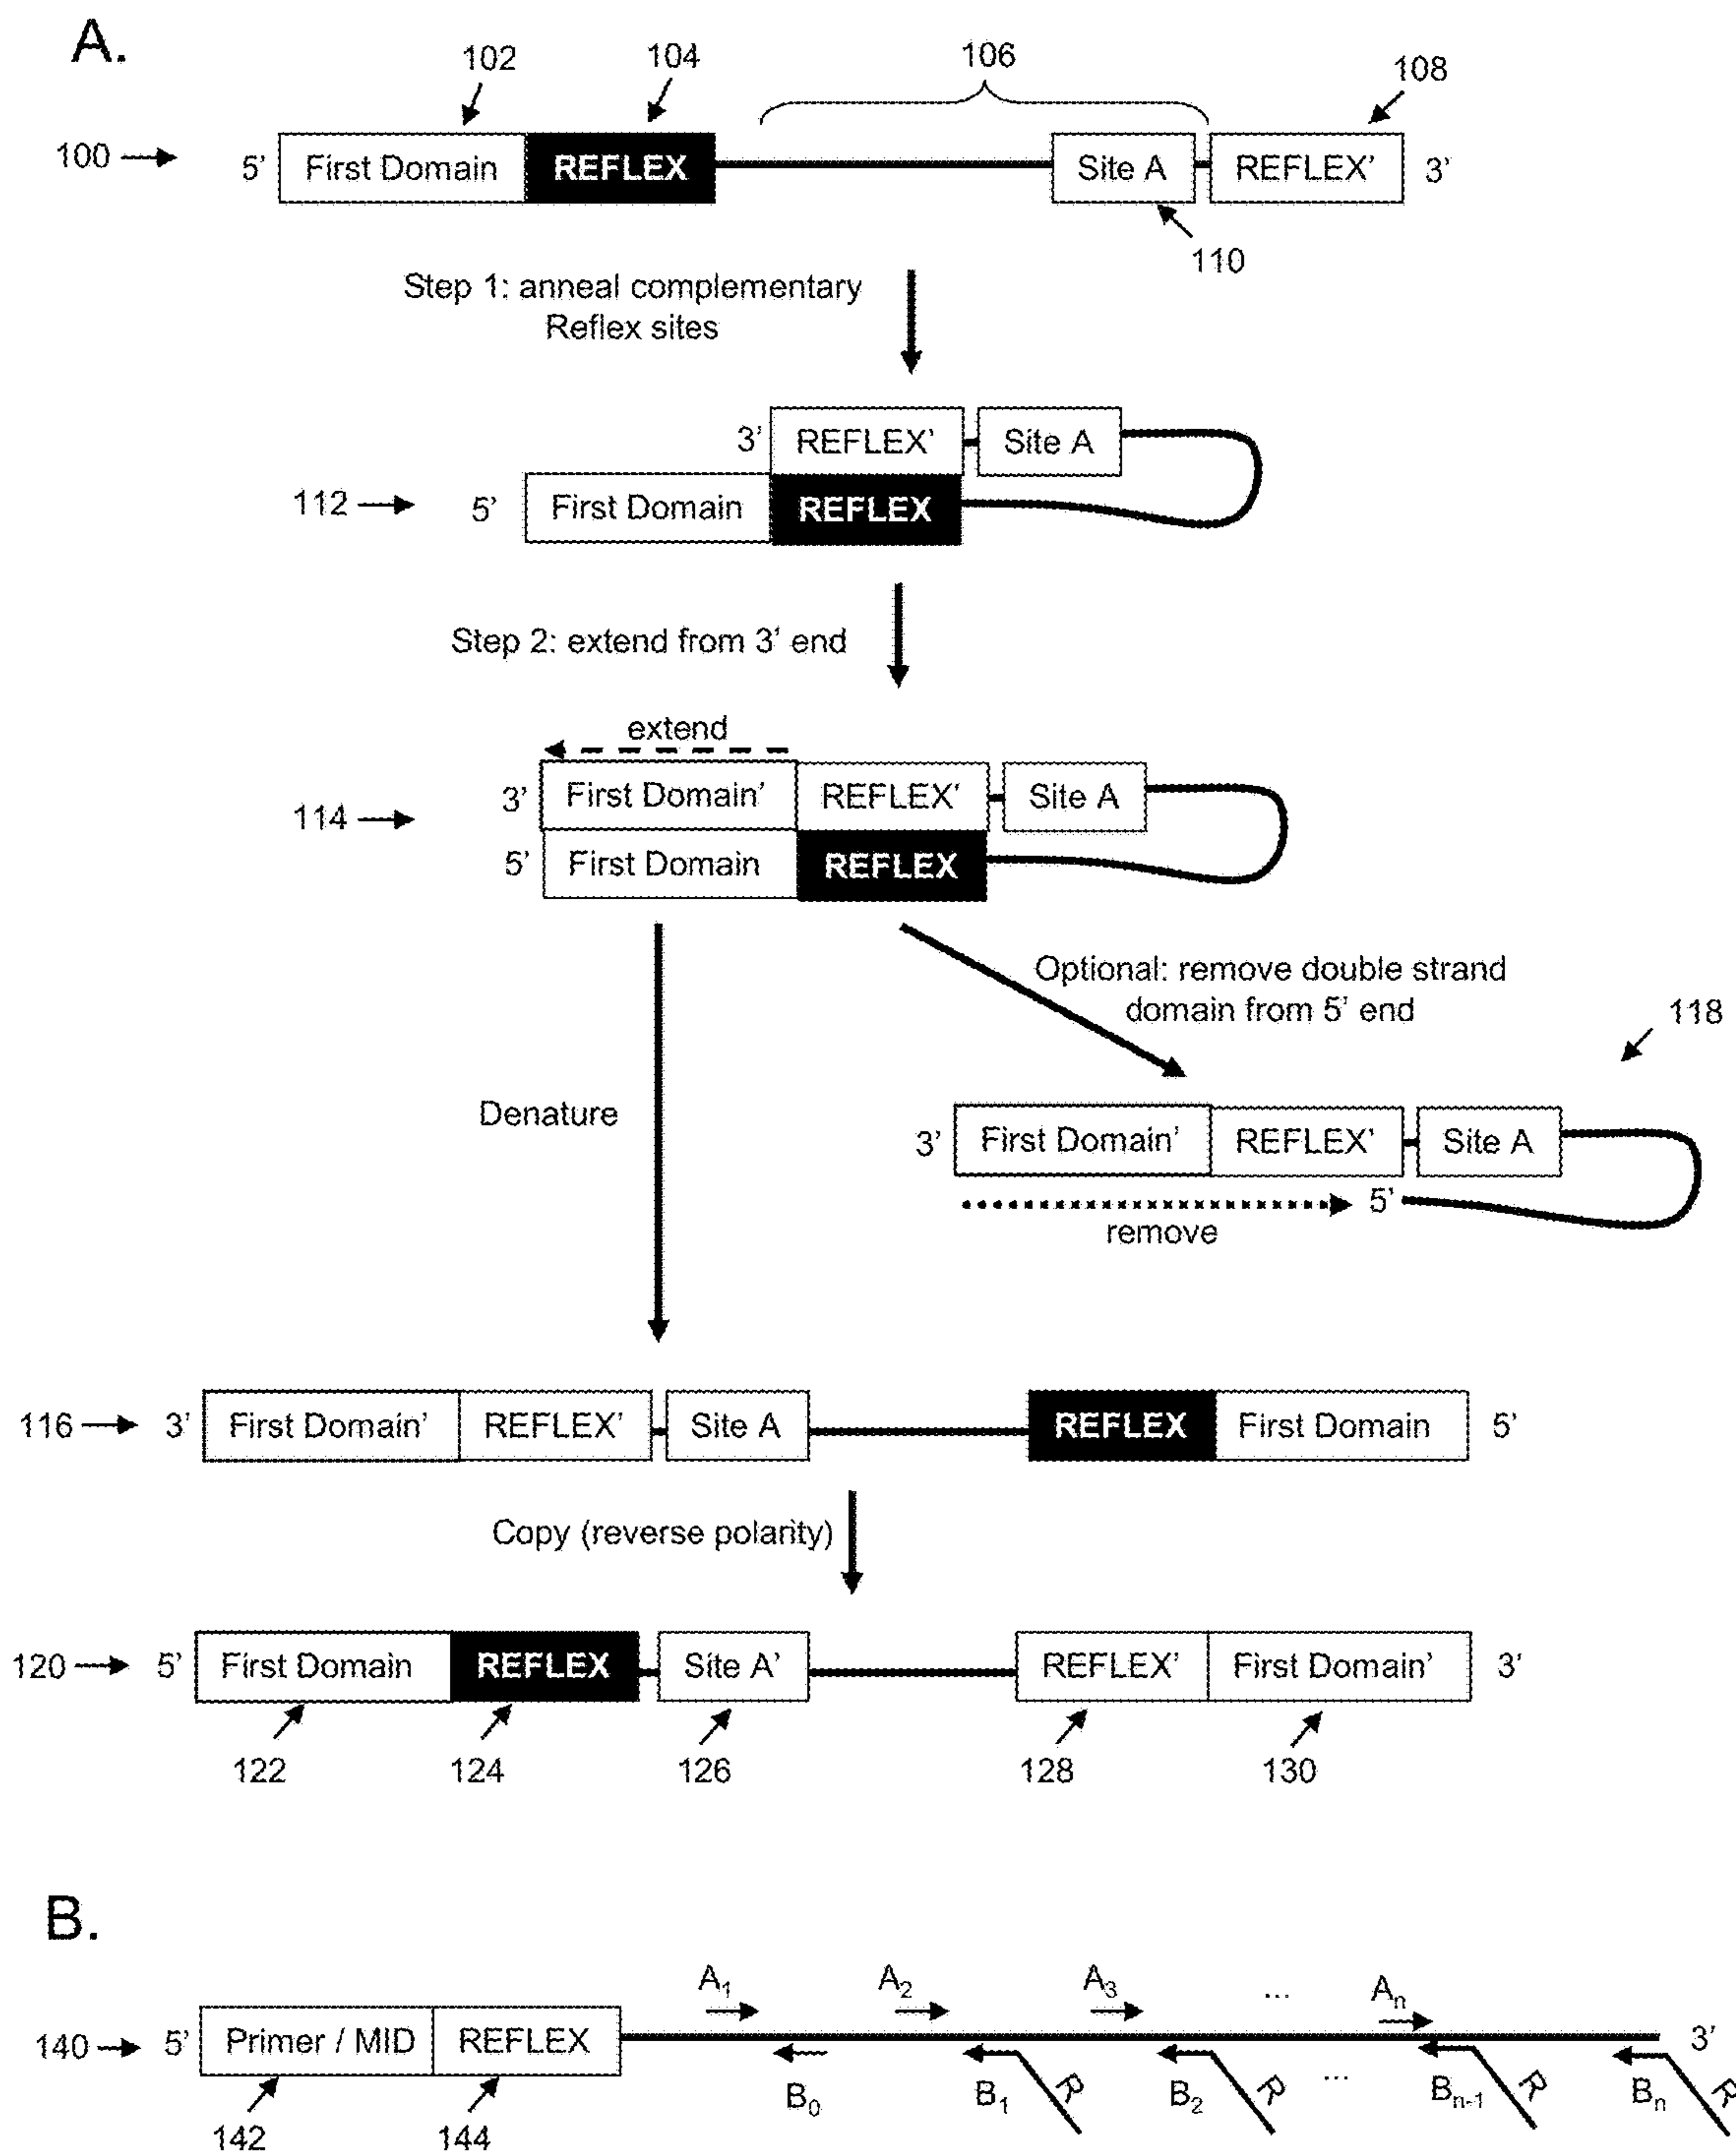 A.
102
104
106
108
100
5’
First Domain
REFLEX
Site A
REFLEX’
3’
110
Step 1: anneal complementary
Reflex sites
3’
REFLEX’
Site A
112
5’
First Domain
REFLEX
Step 2: extend from 3’ end
extend
3’
First Domain’
REFLEX’
Site A
114
5’
First Domain
REFLEX
Optional: remove double strand
domain from 5’ end
118
Denature
3’
First Domain’
REFLEX’
Site A
5’
remove
116
3’
First Domain’
REFLEX’
Site A
REFLEX
First Domain
5’
Copy (reverse polarity)
120
5’
First Domain
REFLEX
Site A’
REFLEX’
First Domain’
3’
122
124
126
128
130
B.
A1
A2
A3
...
An
140
5’
Primer / MID
REFLEX
3’
B0
B1
R
B2
R
...
Bn-1
R
Bn
R
142
144